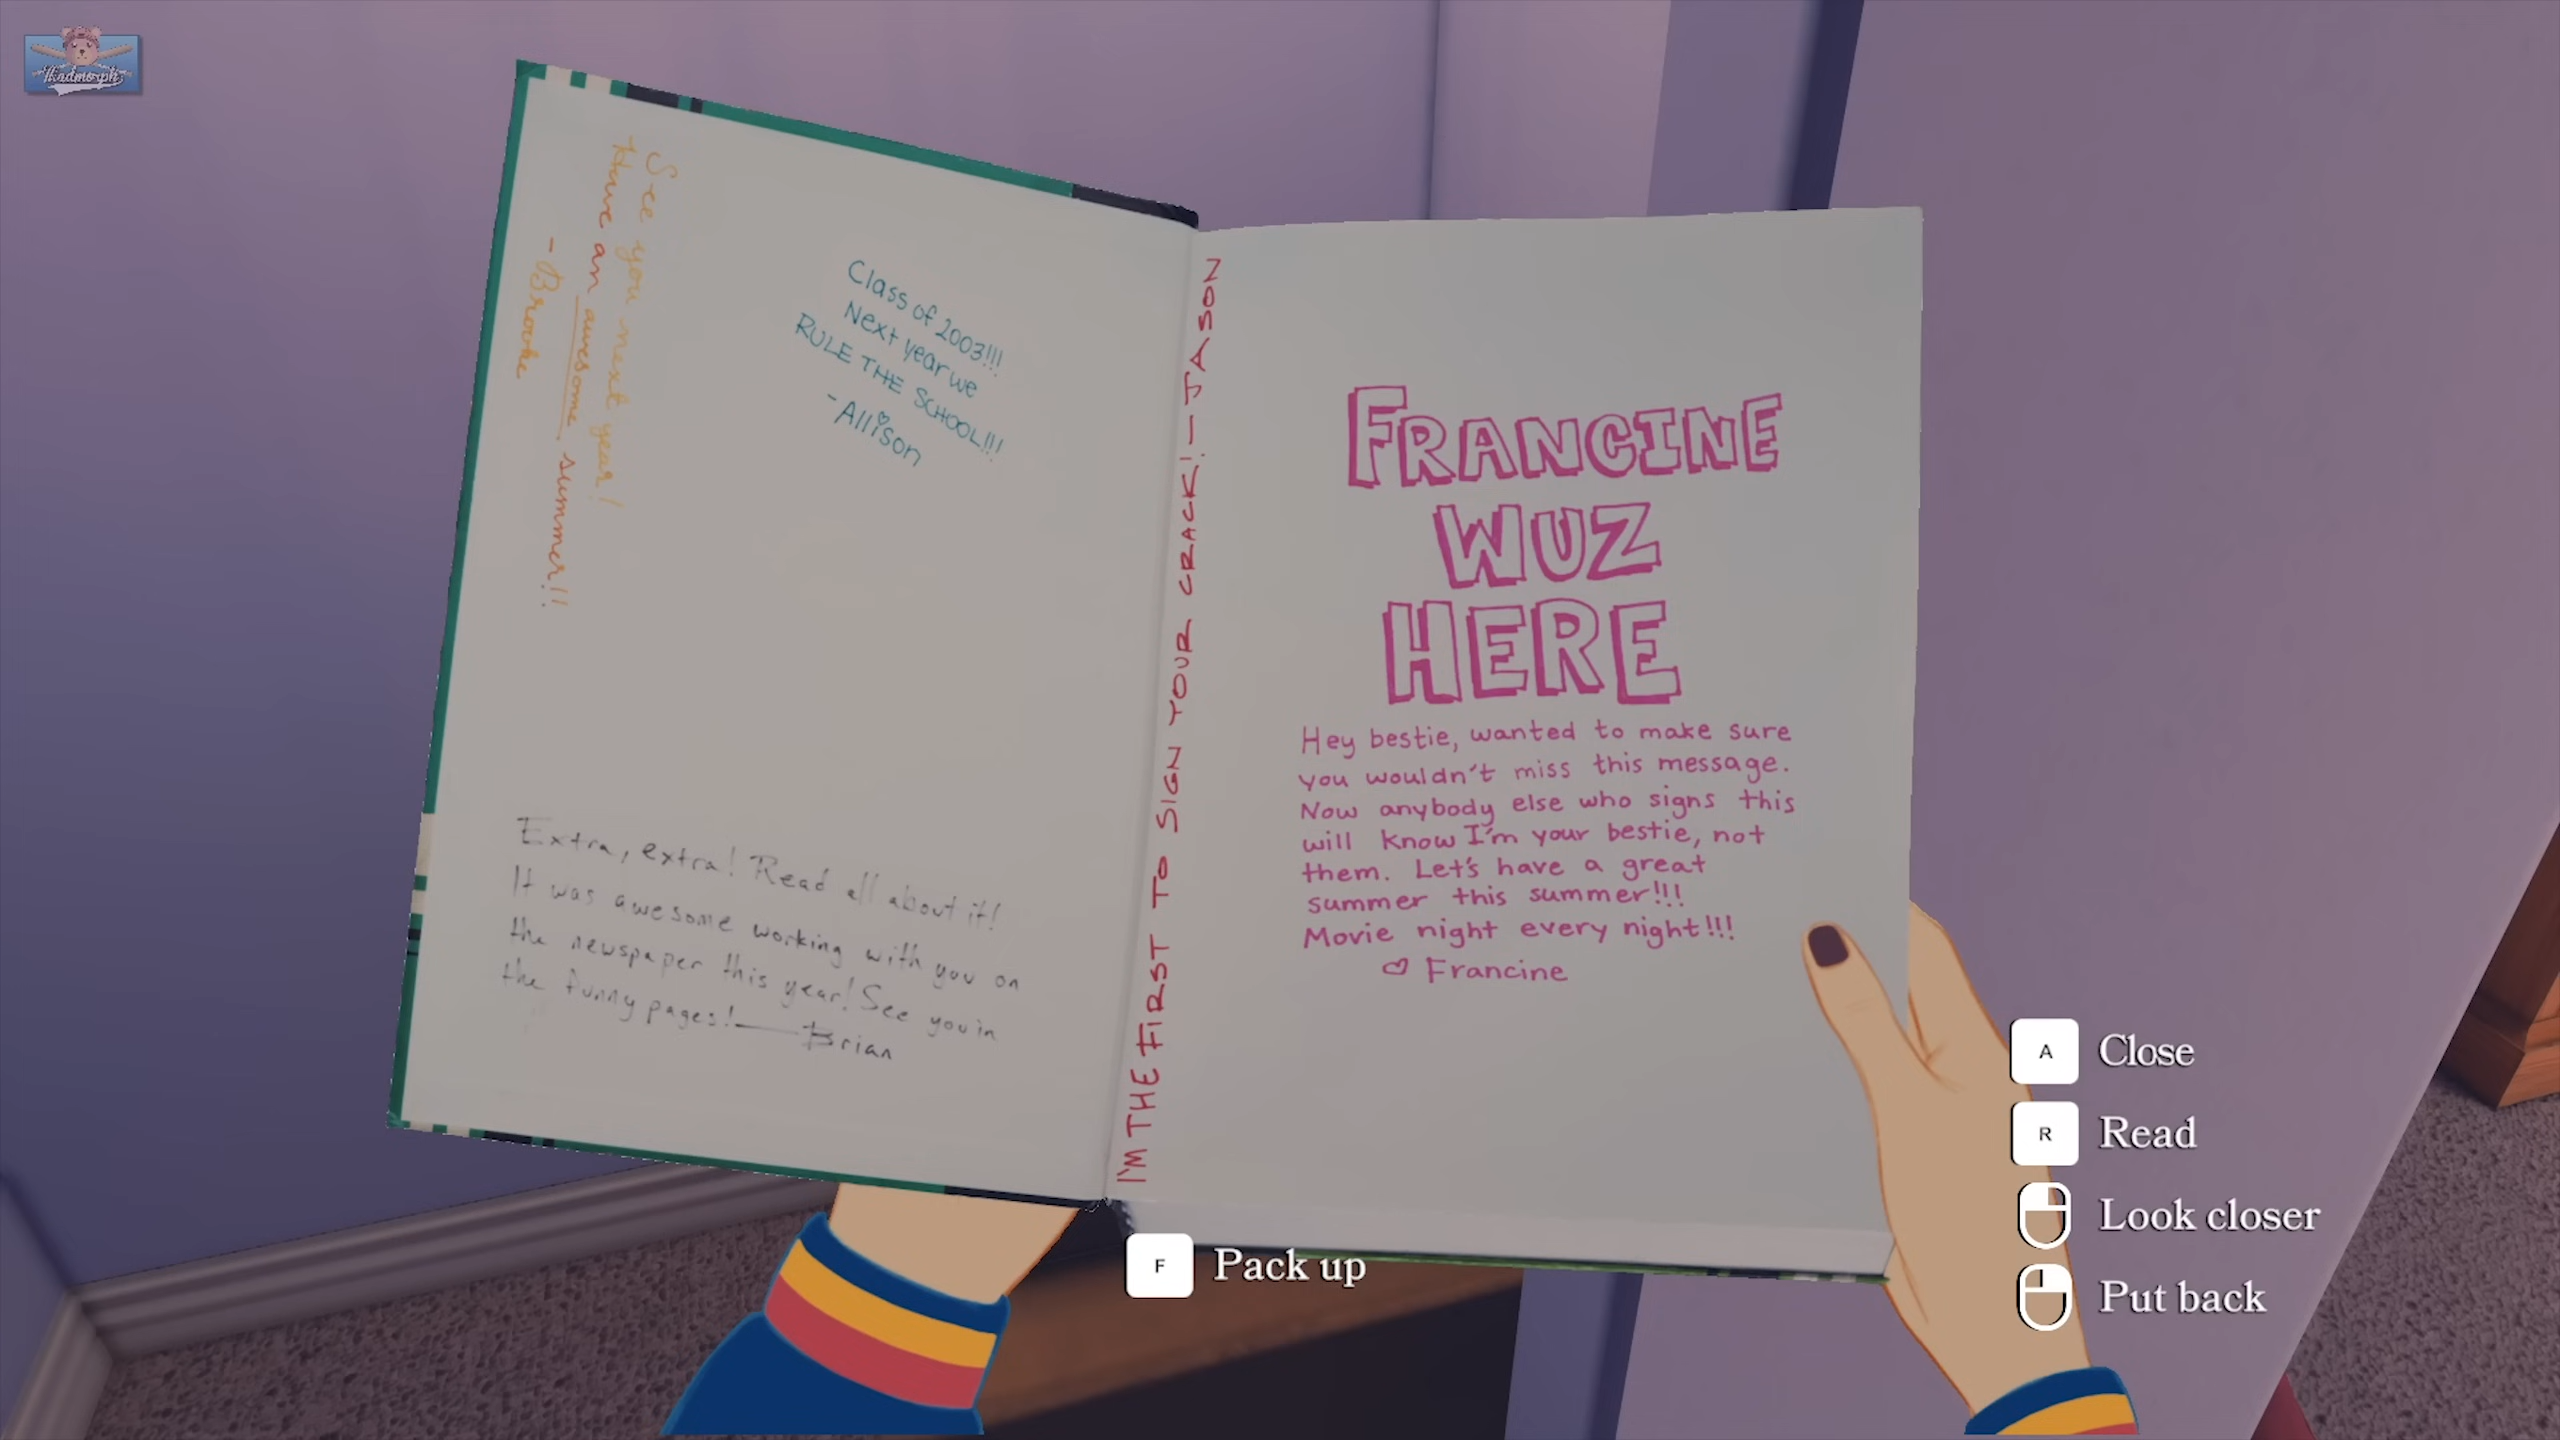 Hindmorph
See you next year!
Have an awesome summer!!
- Brooke
Class of 2003!!!
Next year we
RULE THE SCHOOL!!!
-Allison
Extra, extra! Read all about it!
It was awesome working with you on
the newspaper this year! See you in
the funny pages!—Brian
I'M THE FIRST TO SIGN YOUR CRACK! - JASON
FRANCINE
WUZ
HERE
Hey bestie, wanted to make sure
you wouldn't miss this message.
Now anybody else who signs this
will know I'm your bestie, not
them. Let's have a great
summer this summer!!!
Movie night every night!!!
♡ Francine
A Close
R Read
Look closer
Put back
F Pack up